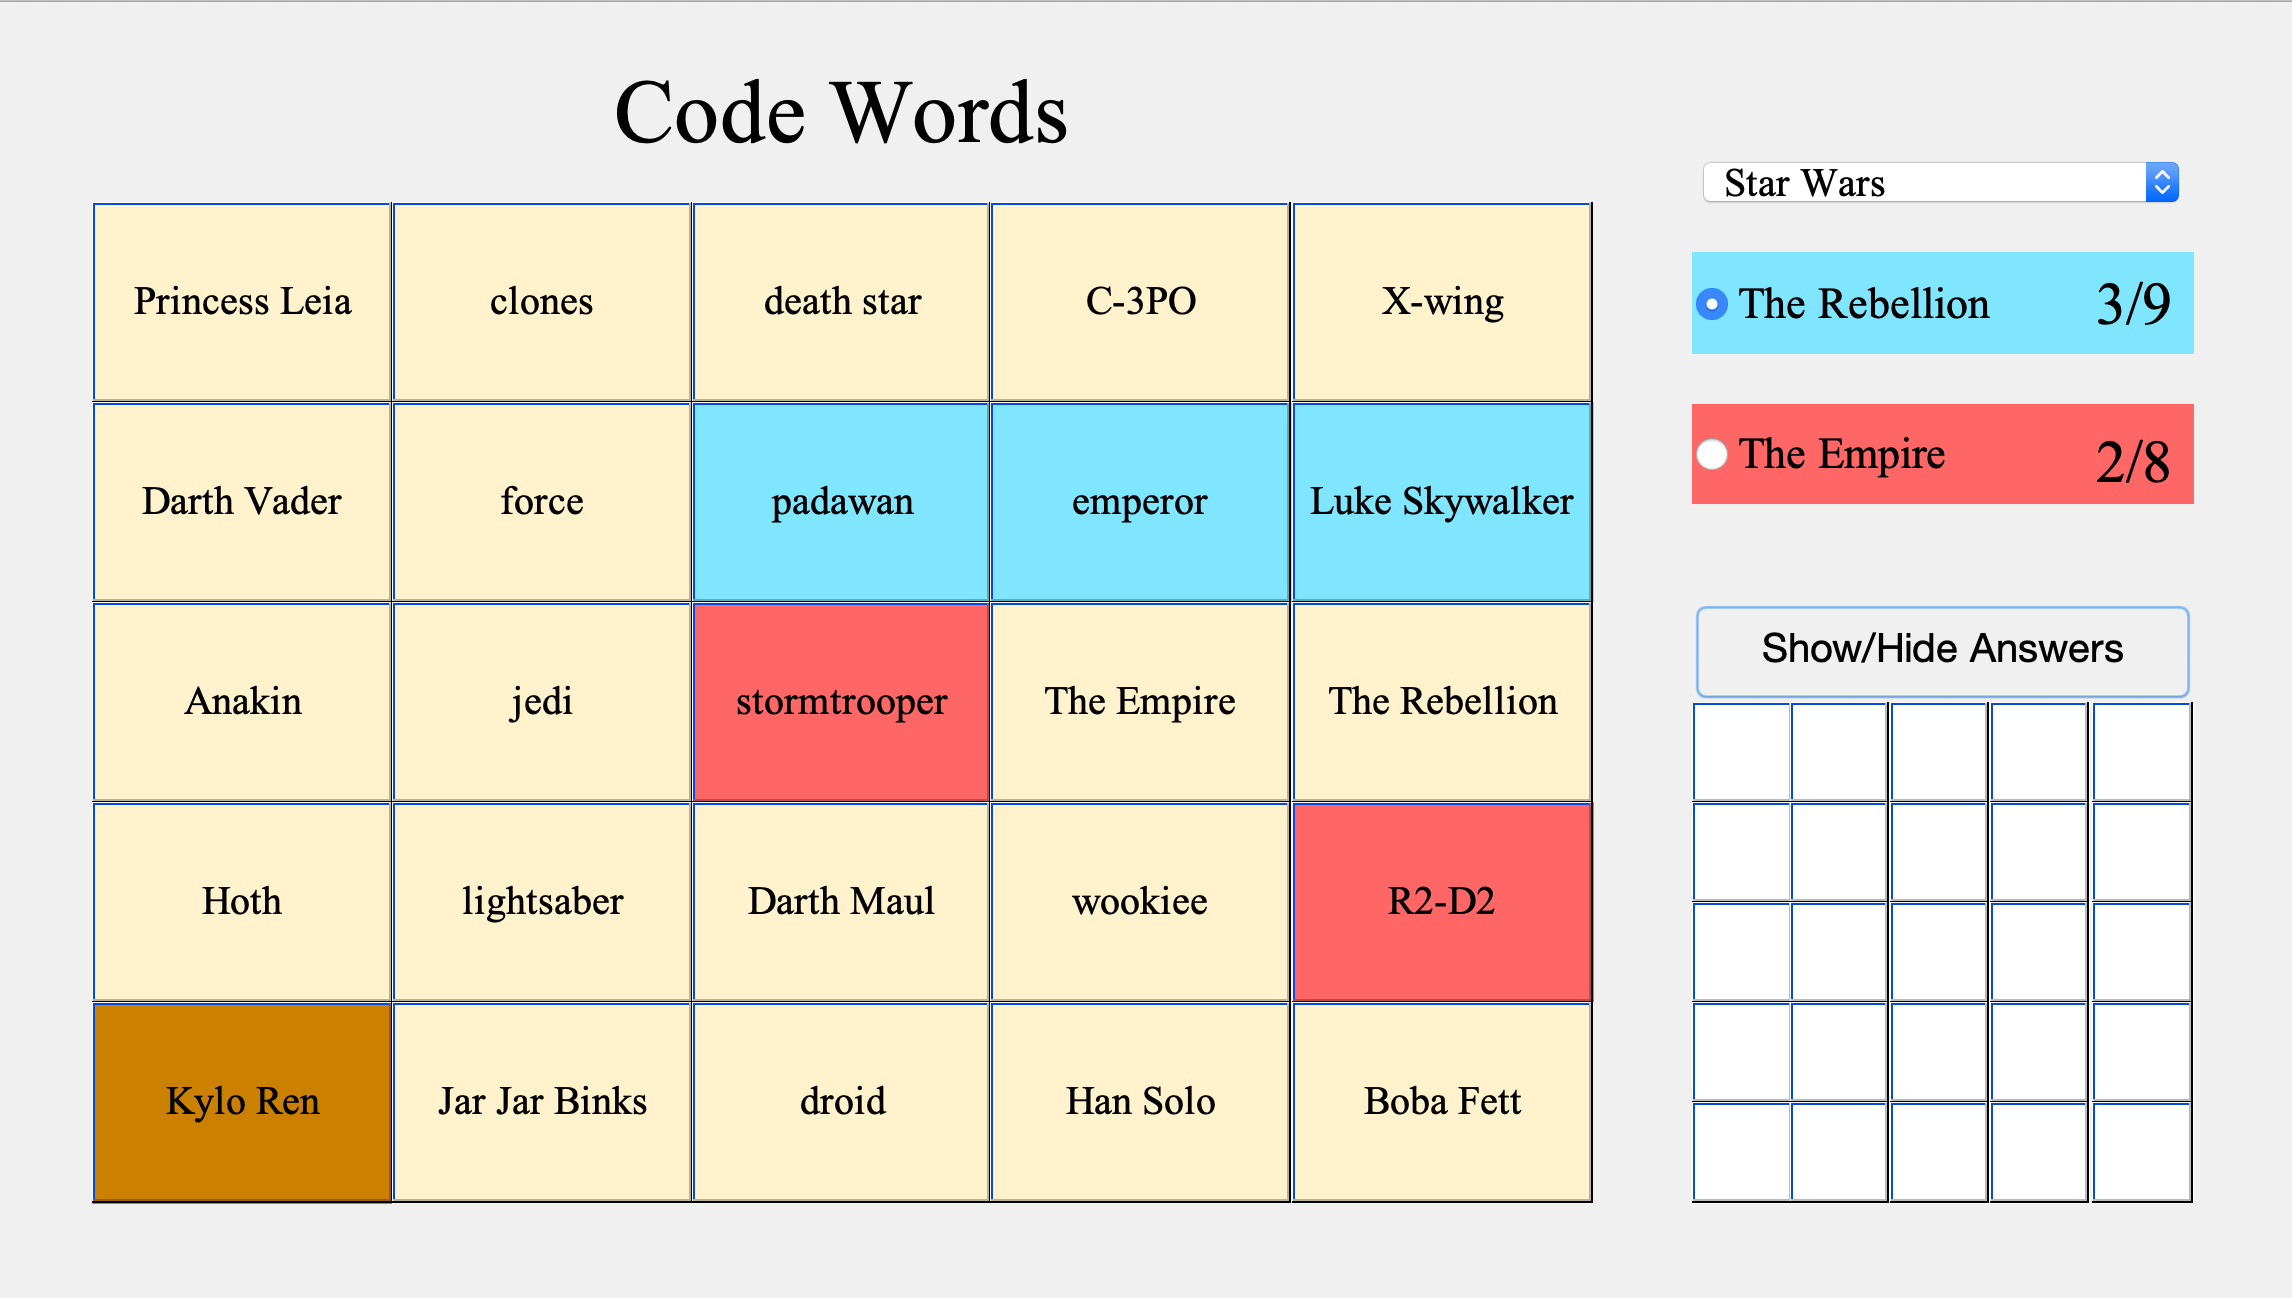 Code Words
Star Wars
Princess Leia clones death star C-3PO X-wing
The Rebellion 3/9
Darth Vader force padawan emperor Luke Skywalker
The Empire 2/8
Anakin jedi stormtrooper The Empire The Rebellion
Show/Hide Answers
Hoth lightsaber Darth Maul wookiee R2-D2
Kylo Ren Jar Jar Binks droid Han Solo Boba Fett